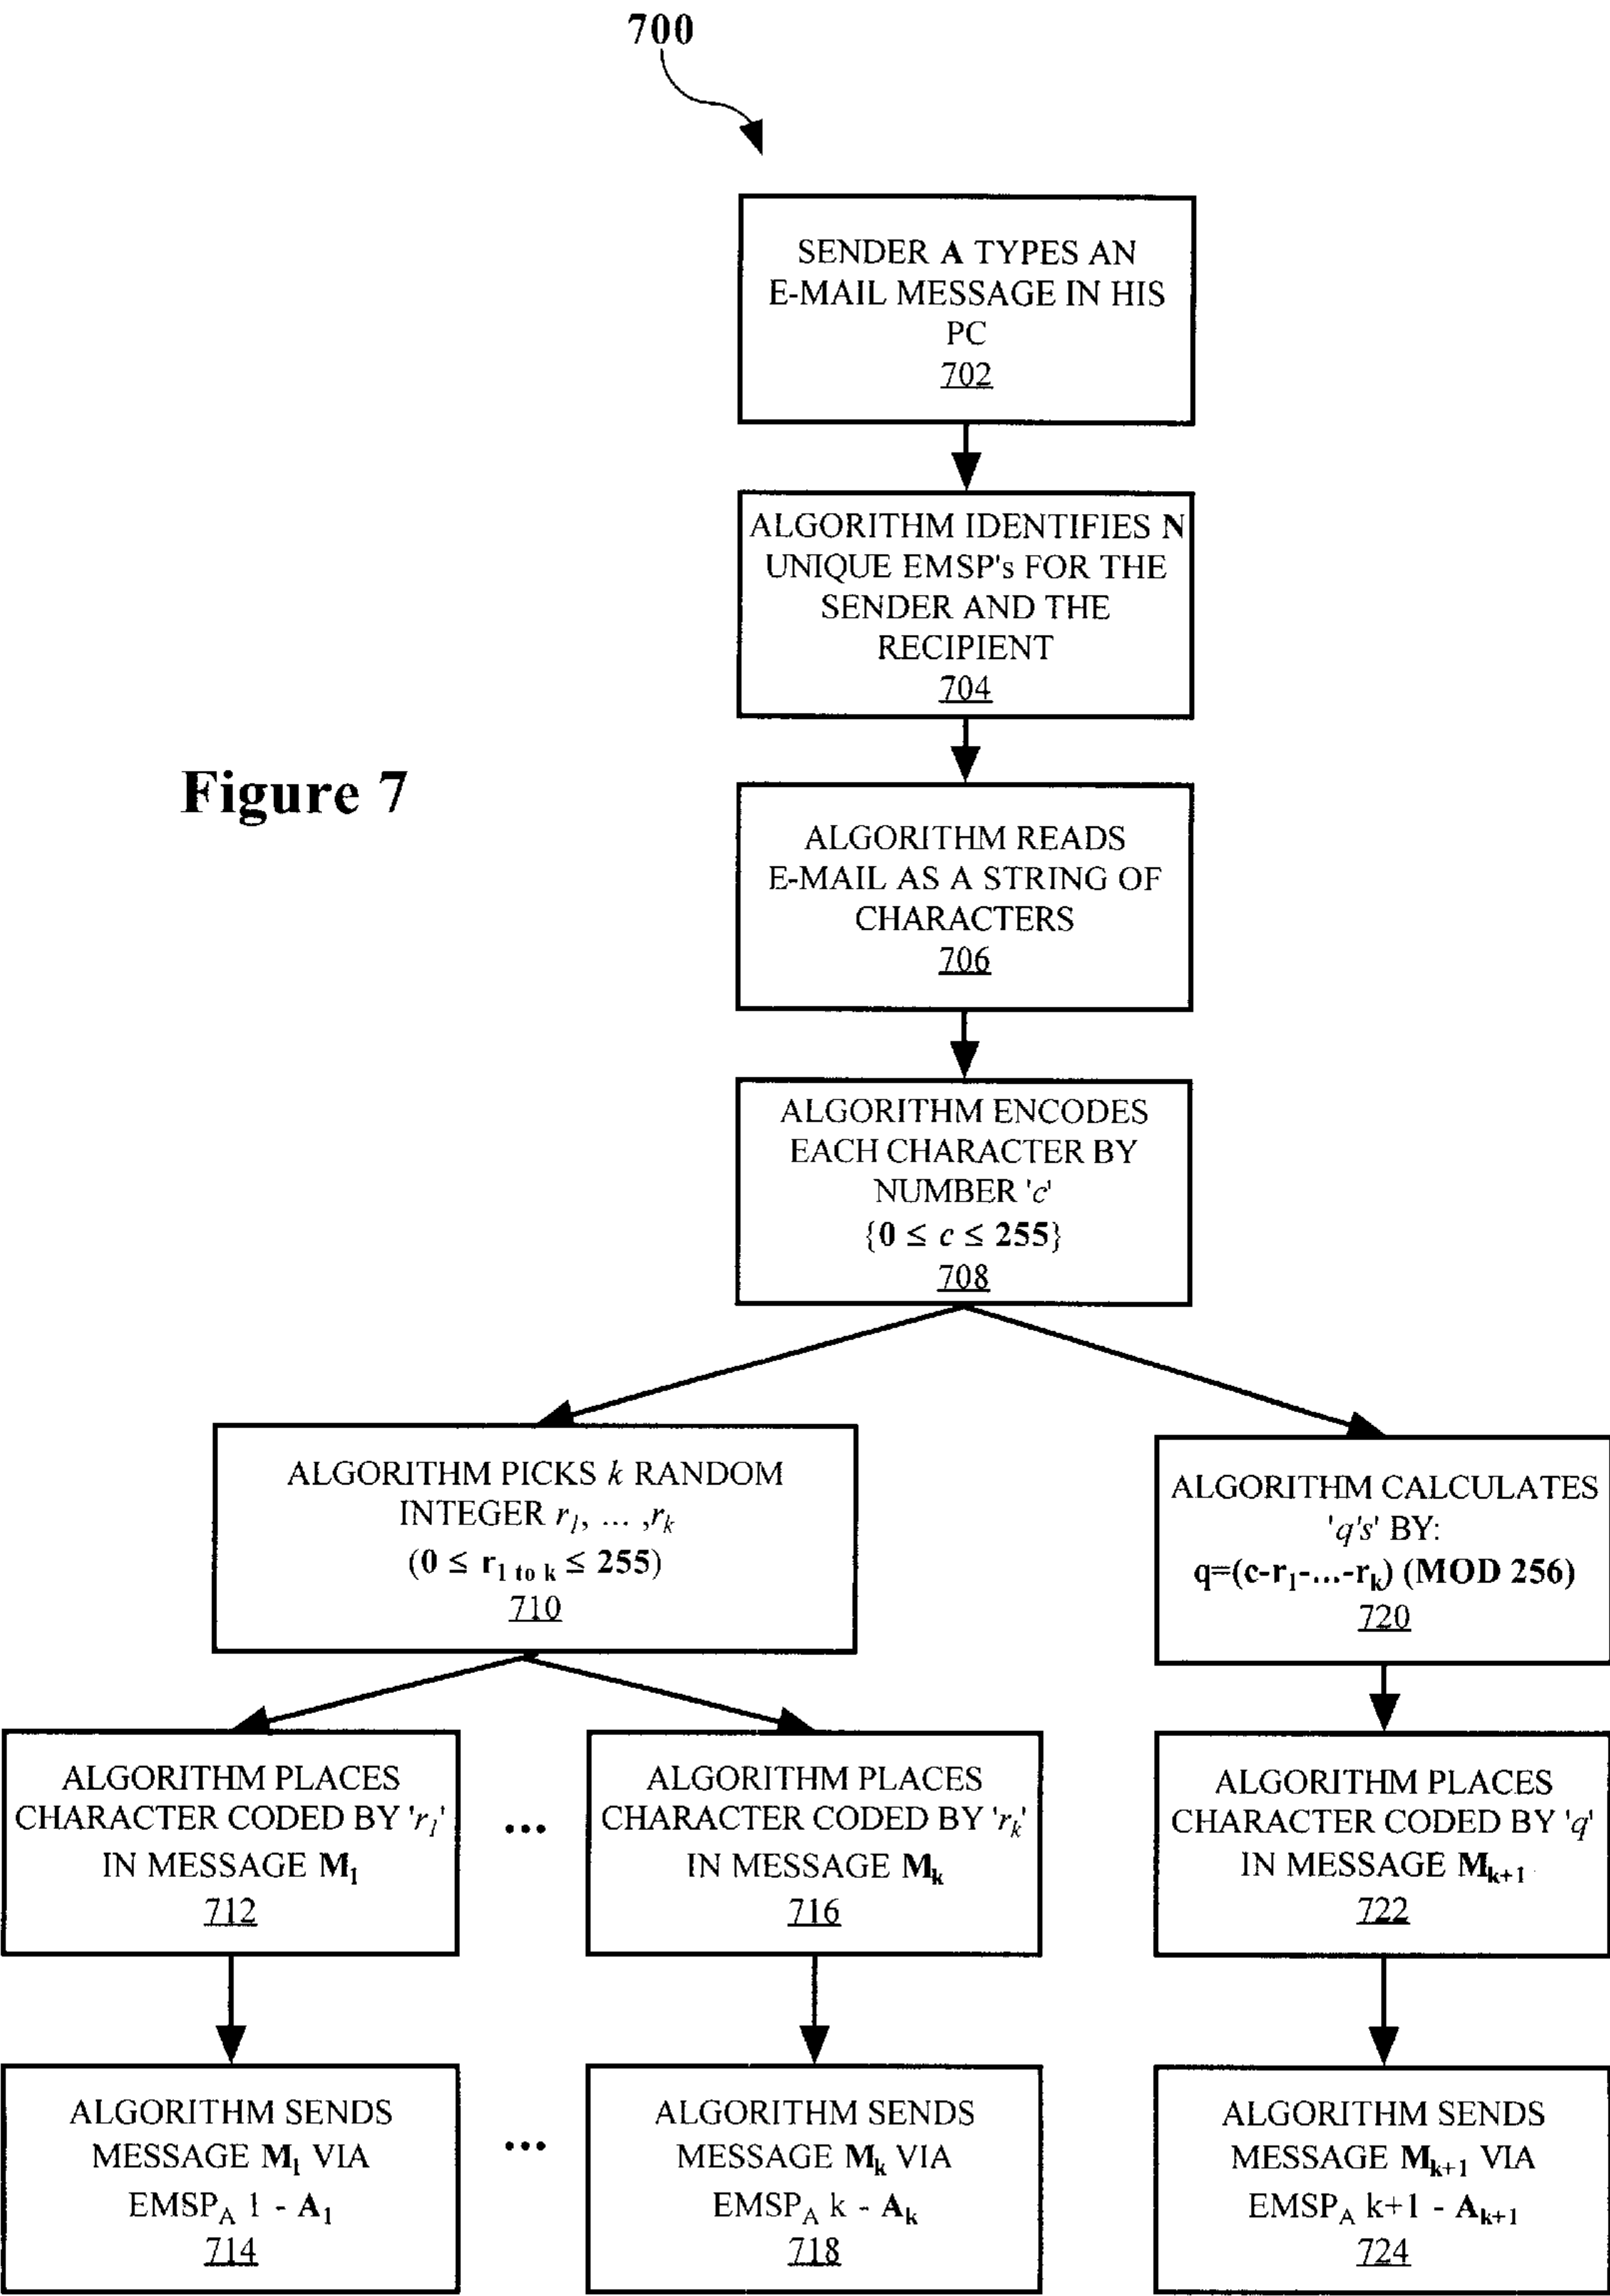 700
SENDER A TYPES AN
E-MAIL MESSAGE IN HIS
PC
702
ALGORITHM IDENTIFIES N
UNIQUE EMSP's FOR THE
SENDER AND THE
RECIPIENT
704
Figure 7
ALGORITHM READS
E-MAIL AS A STRING OF
CHARACTERS
706
ALGORITHM ENCODES
EACH CHARACTER BY
NUMBER 'c'
{0 ≤ c ≤ 255}
708
ALGORITHM PICKS k RANDOM
INTEGER r₁, ... ,rₖ
(0 ≤ r₁ ₜₒ ₖ ≤ 255)
710
ALGORITHM CALCULATES
'q's' BY:
q=(c-r₁-...-rₖ) (MOD 256)
720
ALGORITHM PLACES
CHARACTER CODED BY 'r₁'
IN MESSAGE M₁
712
...
ALGORITHM PLACES
CHARACTER CODED BY 'rₖ'
IN MESSAGE Mₖ
716
ALGORITHM PLACES
CHARACTER CODED BY 'q'
IN MESSAGE Mₖ₊₁
722
ALGORITHM SENDS
MESSAGE M₁ VIA
EMSP_A 1 - A₁
714
...
ALGORITHM SENDS
MESSAGE Mₖ VIA
EMSP_A k - Aₖ
718
ALGORITHM SENDS
MESSAGE Mₖ₊₁ VIA
EMSP_A k+1 - Aₖ₊₁
724